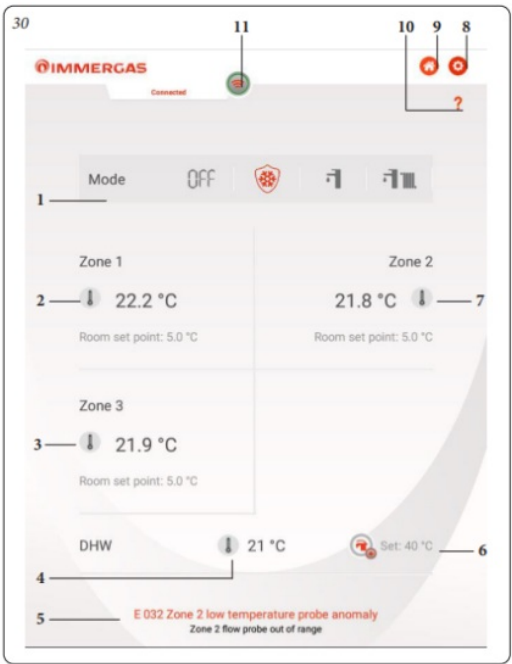 30
11 10 9 8
IMMERGAS
Connected
?
Mode OFF
1
Zone 1 Zone 2
2 22.2 °C 21.8 °C 7
Room set point: 5.0 °C Room set point: 5.0 °C
Zone 3
3 21.9 °C
Room set point: 5.0 °C
DHW 21 °C Set: 40 °C 6
4
5 E 032 Zone 2 low temperature probe anomaly
Zone 2 flow probe out of range